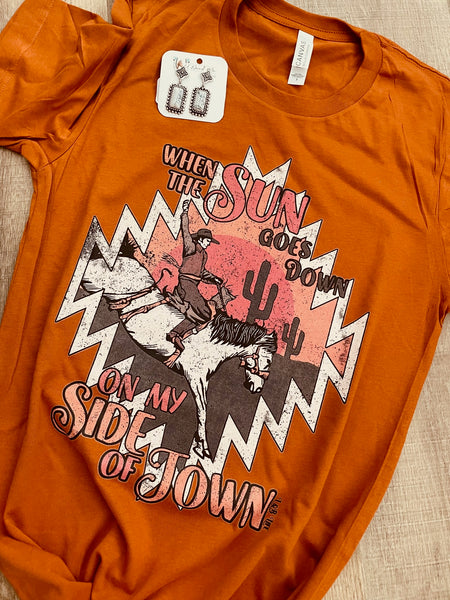 CANVAS
WHEN
THE SUN
GOES
DOWN
ON MY
SIDE
OF TOWN